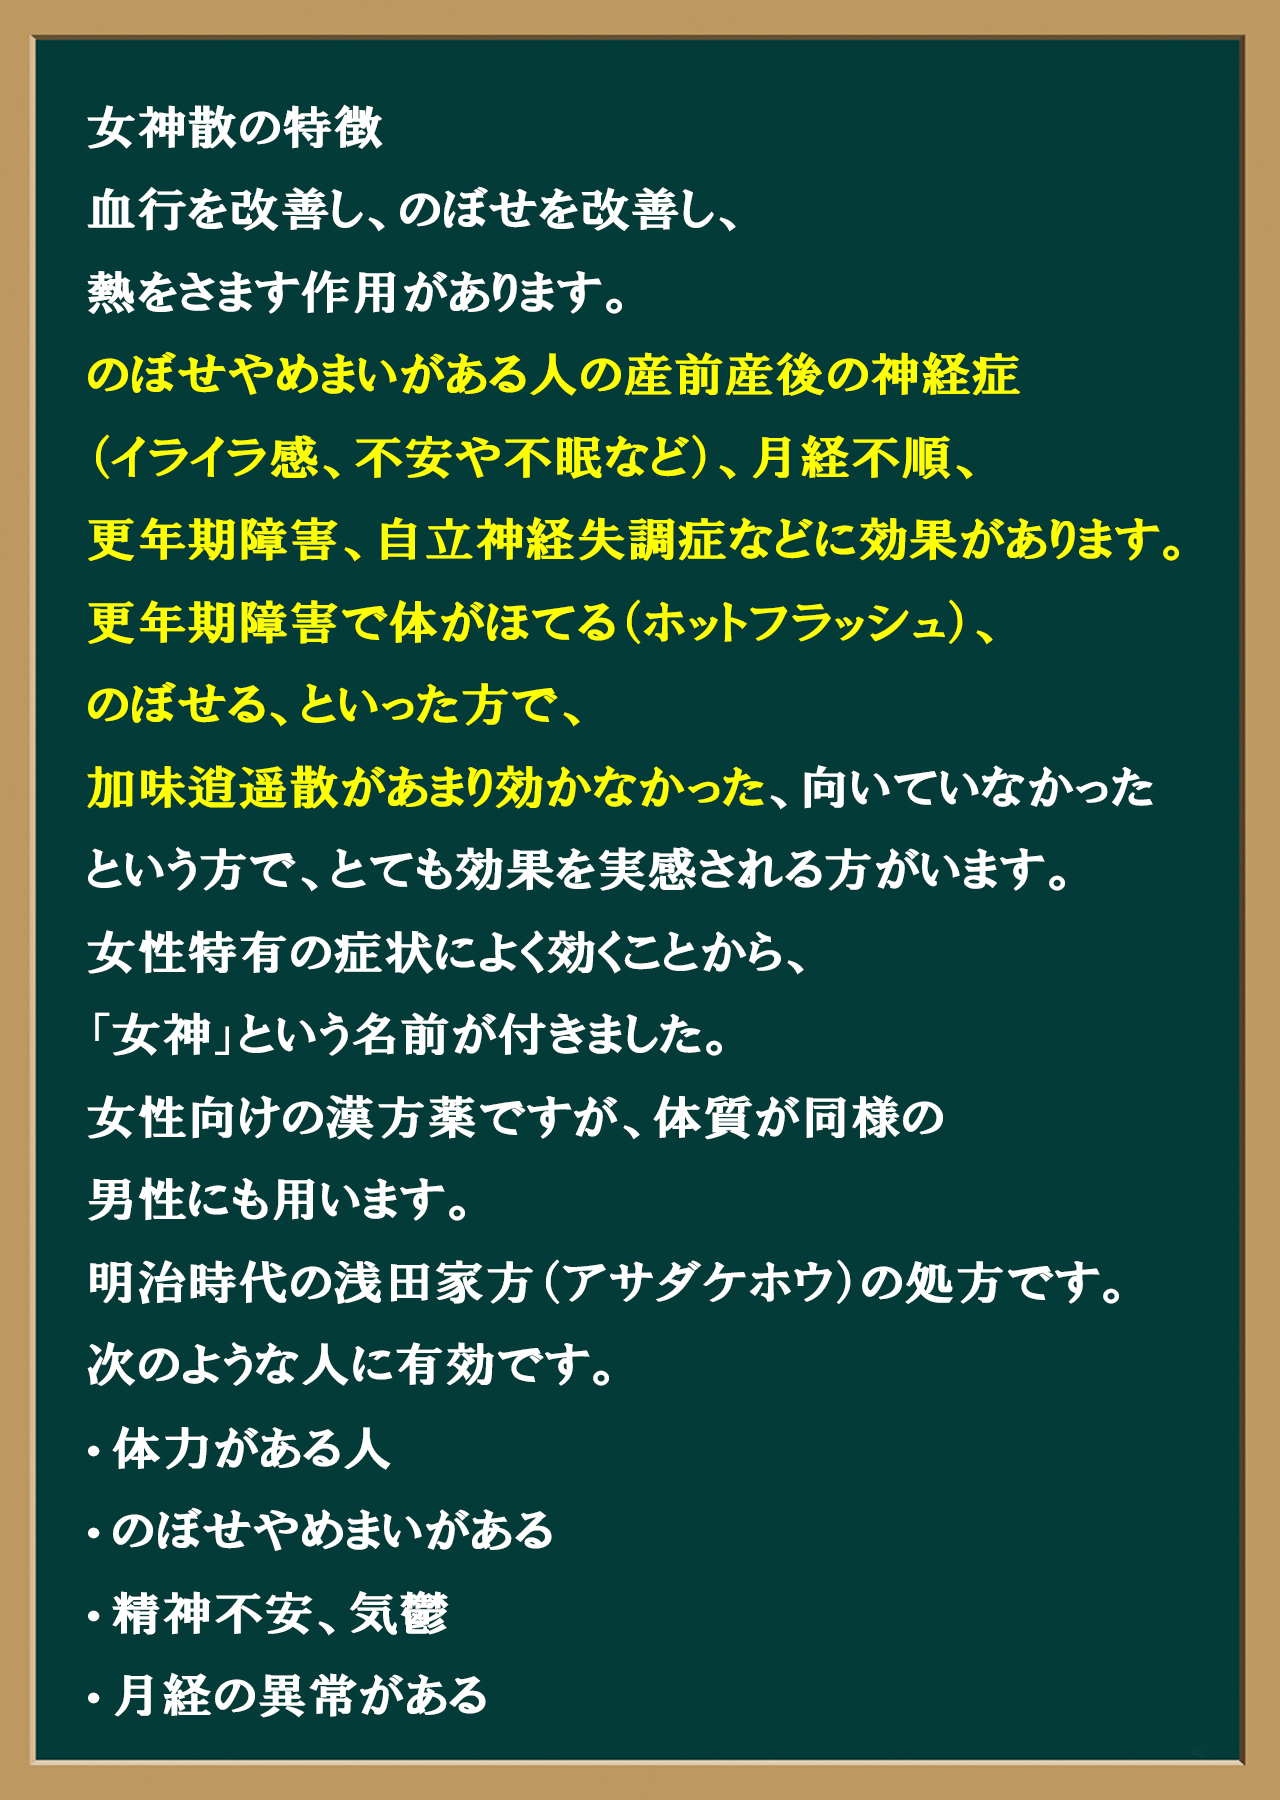 女神散の特徴
血行を改善し、のぼせを改善し、
熱をさます作用があります。
のぼせやめまいがある人の産前産後の神経症
（イライラ感、不安や不眠など）、月経不順、
更年期障害、自立神経失調症などに効果があります。
更年期障害で体がほてる（ホットフラッシュ）、
のぼせる、といった方で、
加味逍遥散があまり効かなかった、向いていなかった
という方で、とても効果を実感される方がいます。
女性特有の症状によく効くことから、
「女神」という名前が付きました。
女性向けの漢方薬ですが、体質が同様の
男性にも用います。
明治時代の浅田家方（アサダケホウ）の処方です。
次のような人に有効です。
・体力がある人
・のぼせやめまいがある
・精神不安、気鬱
・月経の異常がある